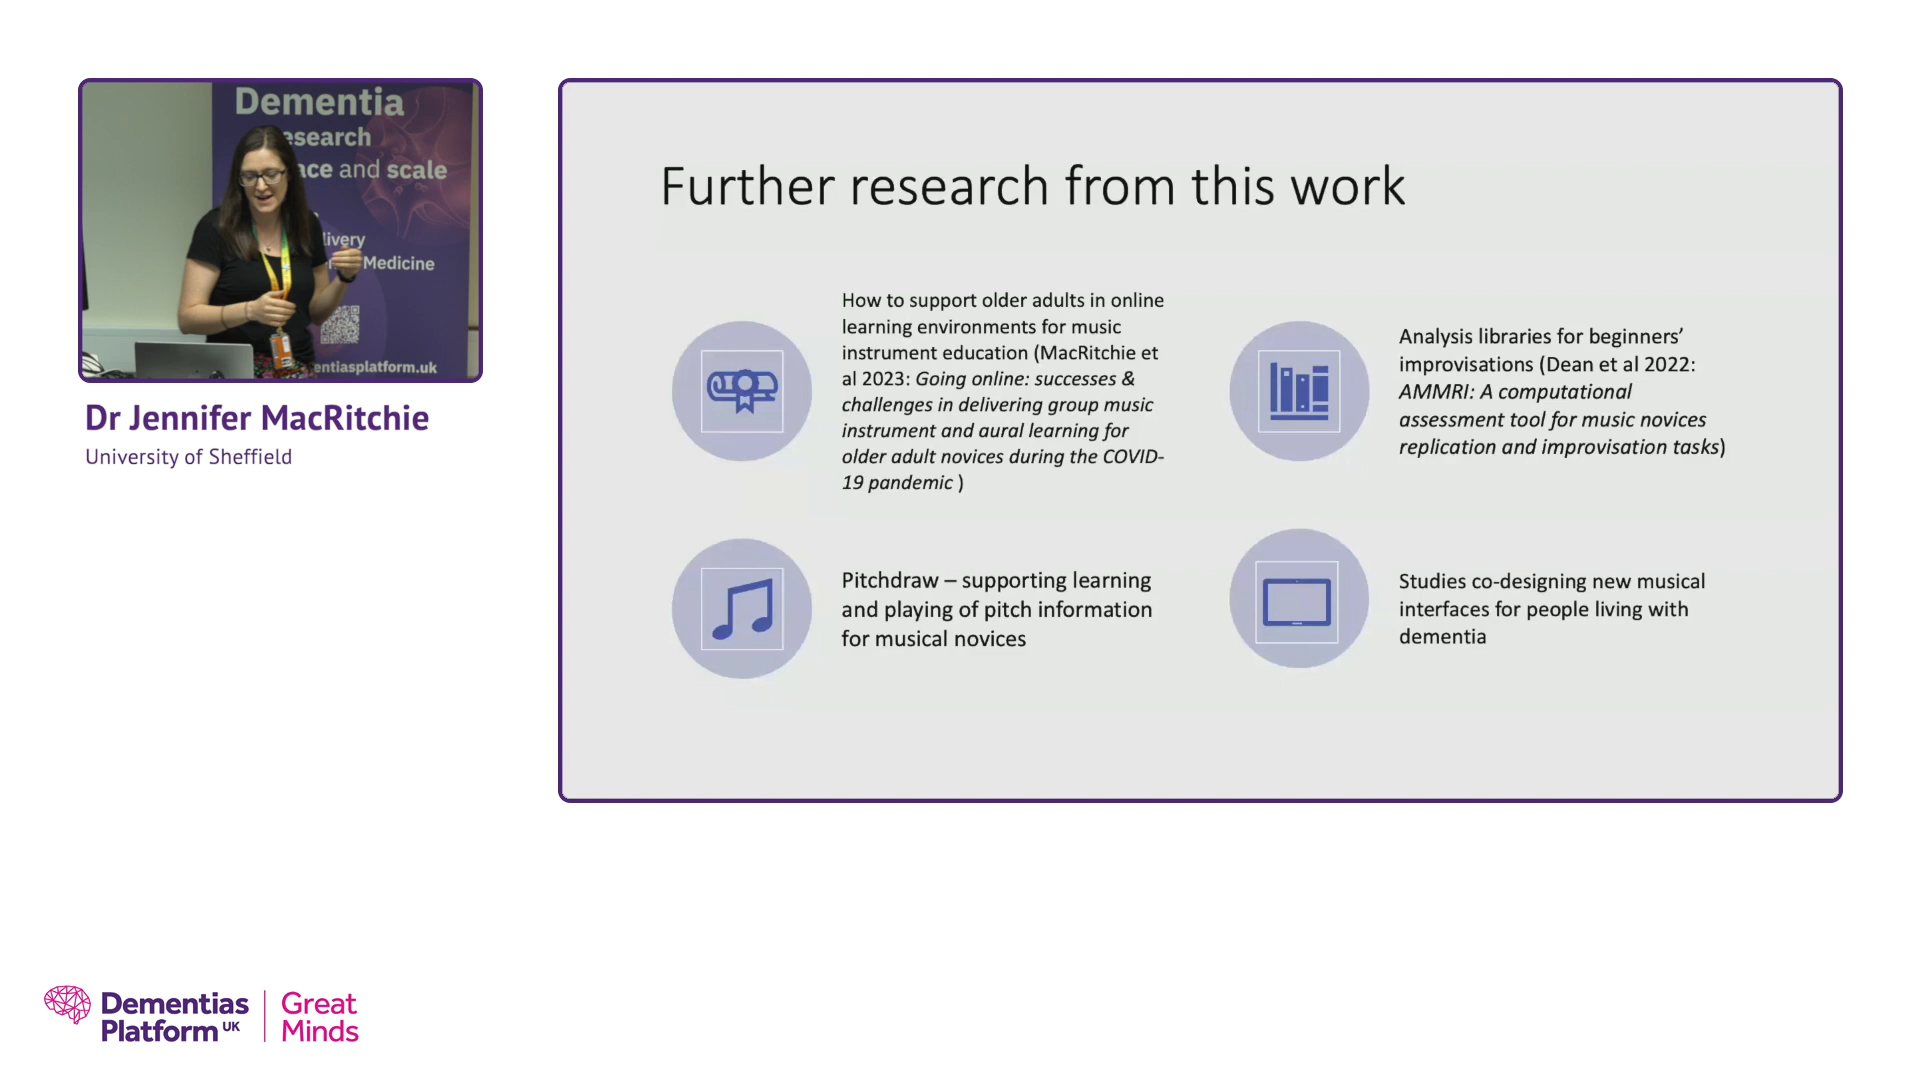 Dementia
esearch
ace and scale
livery
Medicine
entiasplatform.uk
Dr Jennifer MacRitchie
University of Sheffield
Further research from this work
How to support older adults in online
learning environments for music
instrument education (MacRitchie et
al 2023: Going online: successes &
challenges in delivering group music
instrument and aural learning for
older adult novices during the COVID-
19 pandemic )
Analysis libraries for beginners’
improvisations (Dean et al 2022:
AMMRI: A computational
assessment tool for music novices
replication and improvisation tasks)
Pitchdraw – supporting learning
and playing of pitch information
for musical novices
Studies co-designing new musical
interfaces for people living with
dementia
Dementias
Platform UK
Great
Minds